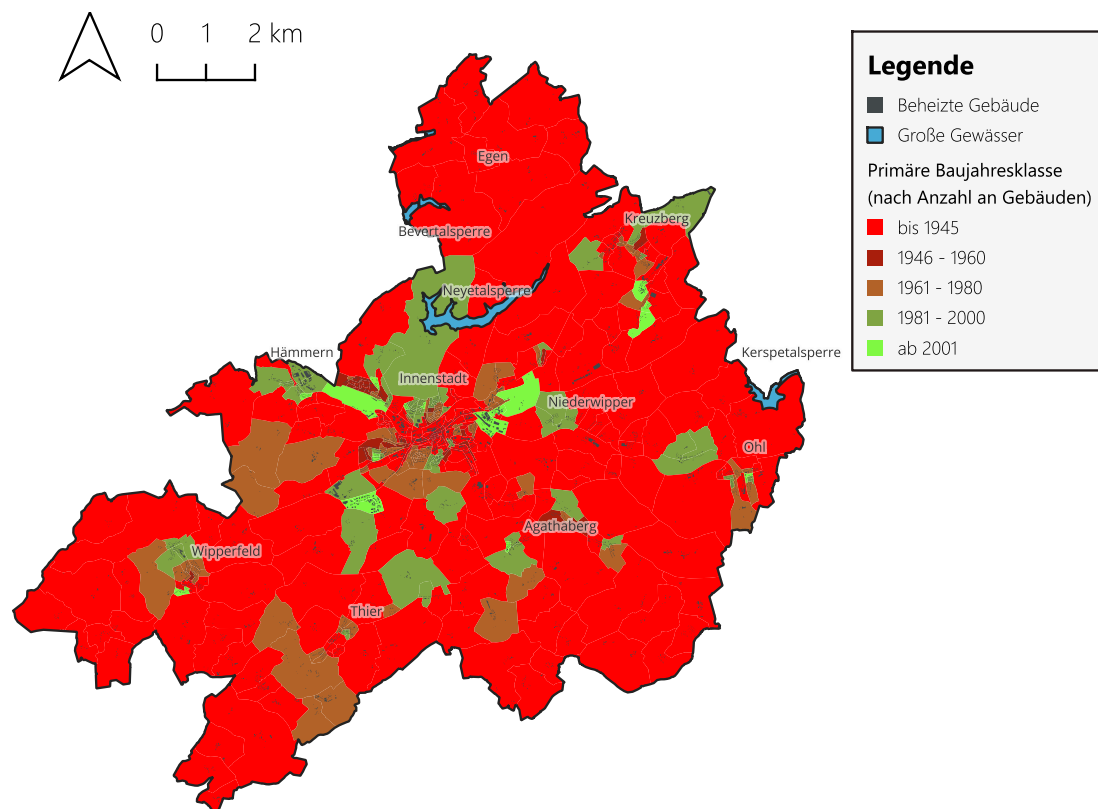 0 1 2 km
Legende
Beheizte Gebäude
Große Gewässer
Primäre Baujahresklasse
(nach Anzahl an Gebäuden)
bis 1945
1946 - 1960
1961 - 1980
1981 - 2000
ab 2001
Egen
Kreuzberg
Bevertalsperre
Neyetalsperre
Hämmern
Kerspetalsperre
Innenstadt
Niederwipper
Ohl
Agathaberg
Wipperfeld
Thier